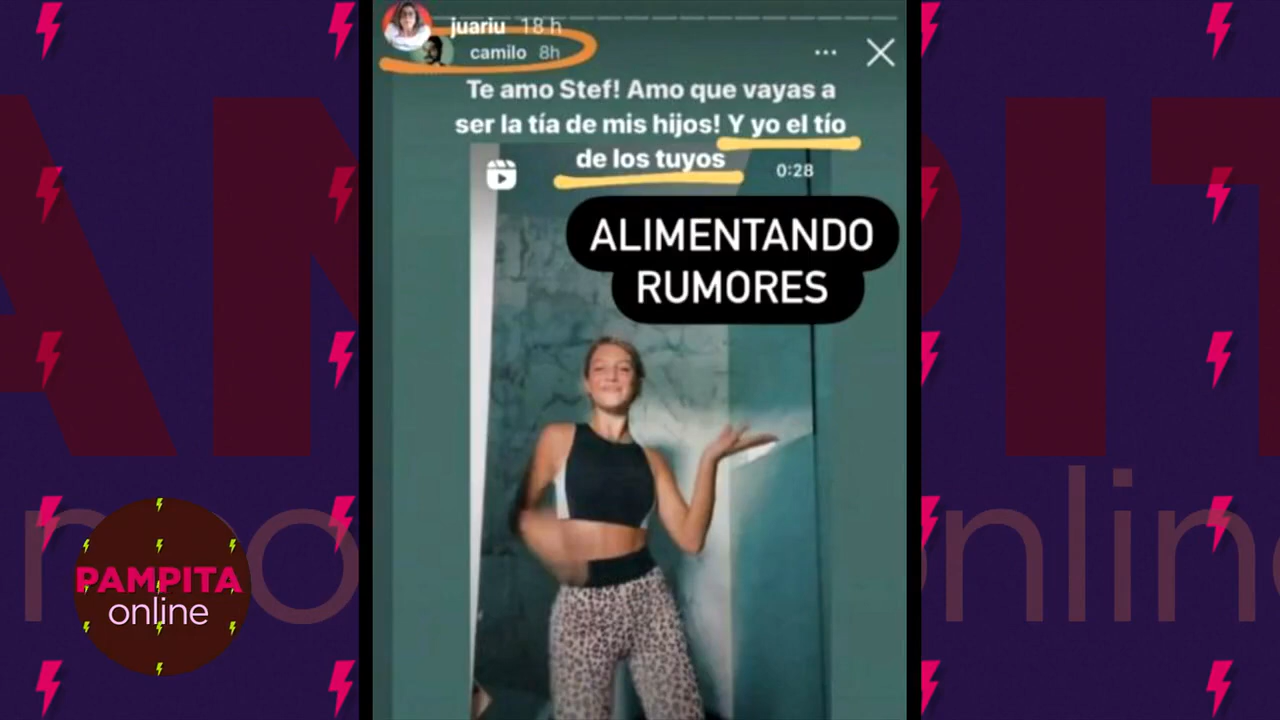 juariu 18 h
camilo 8h
Te amo Stef! Amo que vayas a
ser la tía de mis hijos! Y yo el tío
de los tuyos
0:28
ALIMENTANDO
RUMORES
PAMPITA
online
online